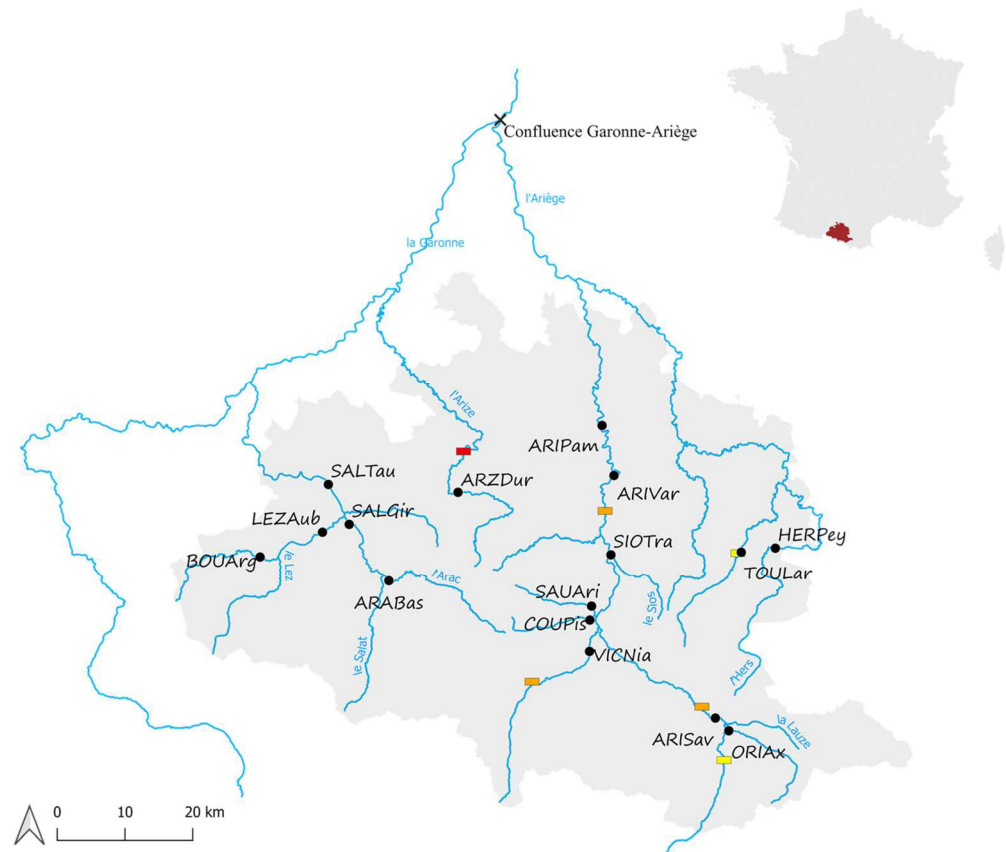 Confluence Garonne-Ariège
l'Ariège
la Garonne
l'Arize
ARIPam
SALTau
ARZDur
ARIVar
SALGir
LEZAub
HERPey
SIOTra
BOUArg
le Lez
TOULar
l'Arac
SAUAri
ARABas
le Sios
COUPis
VICNia
le Salat
l'Hers
la Lauze
ARISav
ORIAx
0 10 20 km